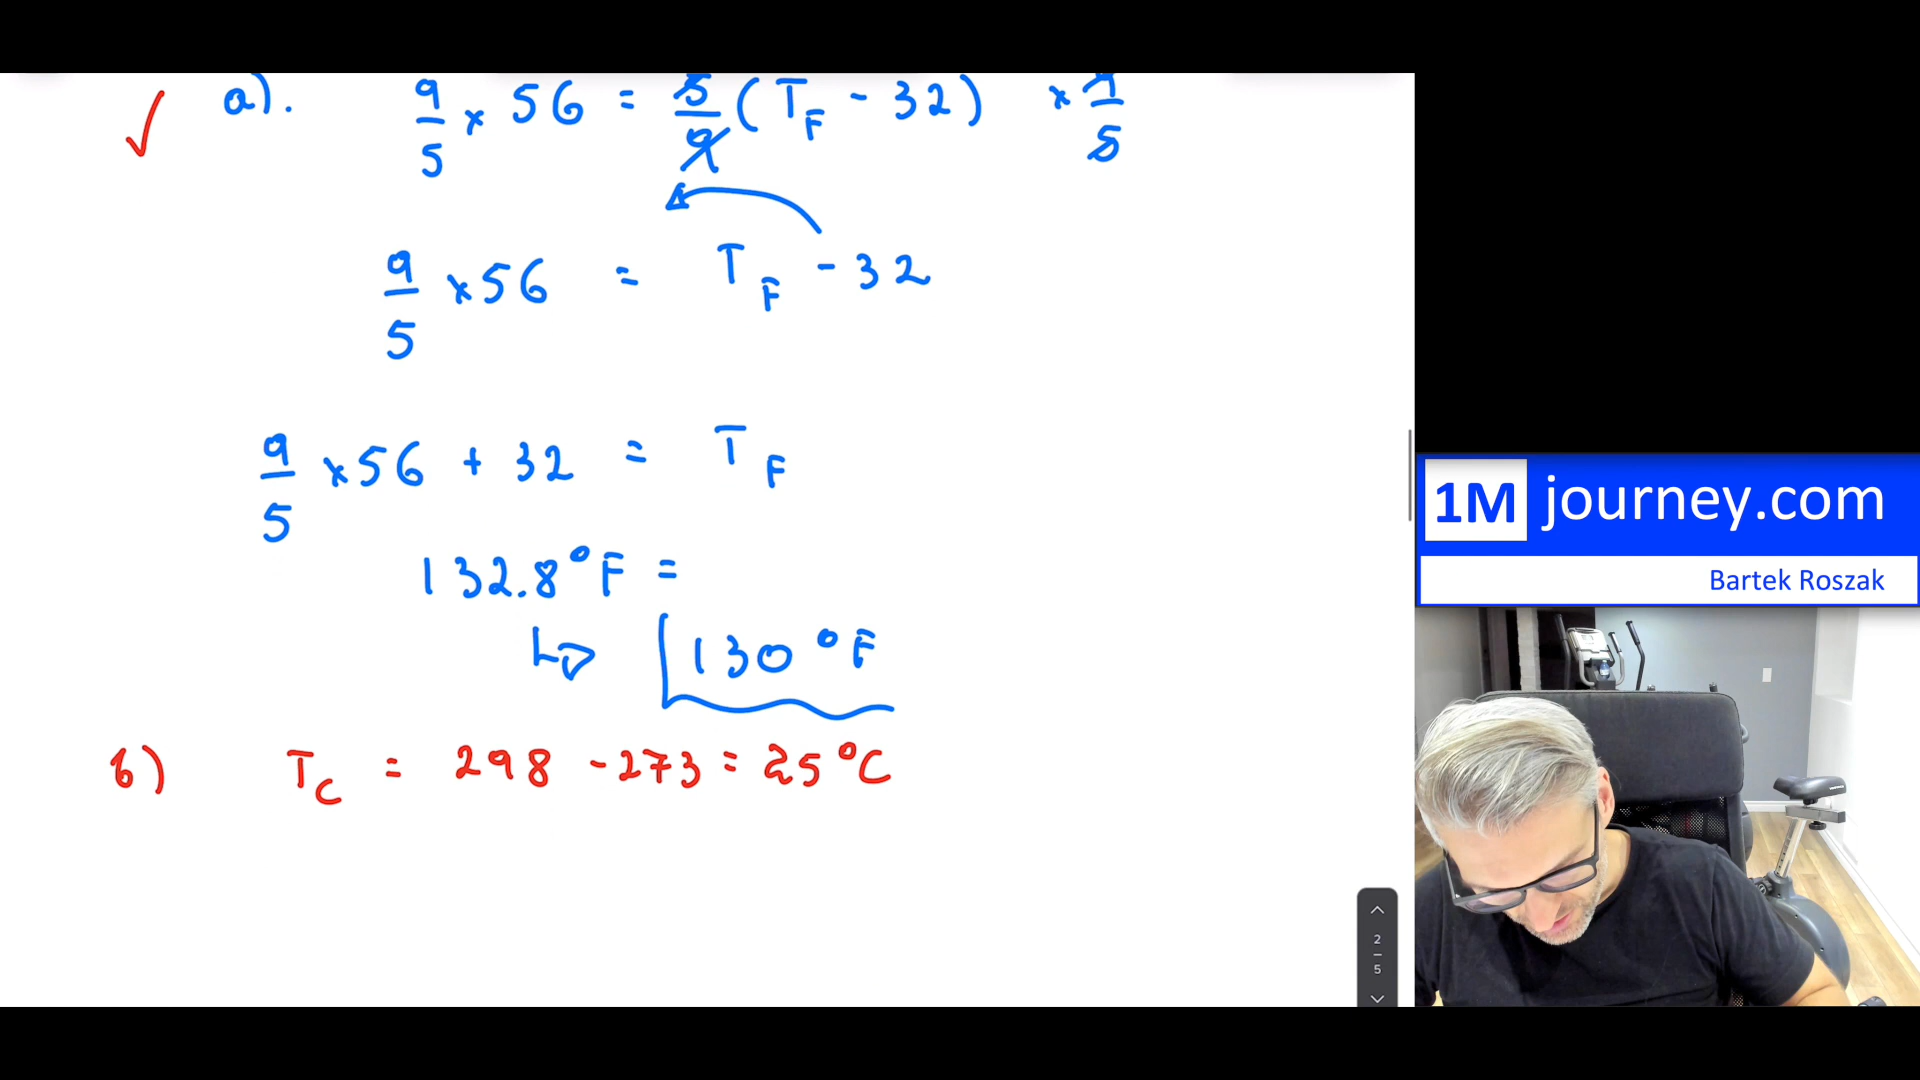 a). 9/5 × 56 = 5/9 (T_F - 32) × 9/5
9/5 × 56 = T_F - 32
9/5 × 56 + 32 = T_F
132.8°F =
↳ 130 °F
b) T_C = 298 - 273 = 25°C
1M journey.com
Bartek Roszak
2
5